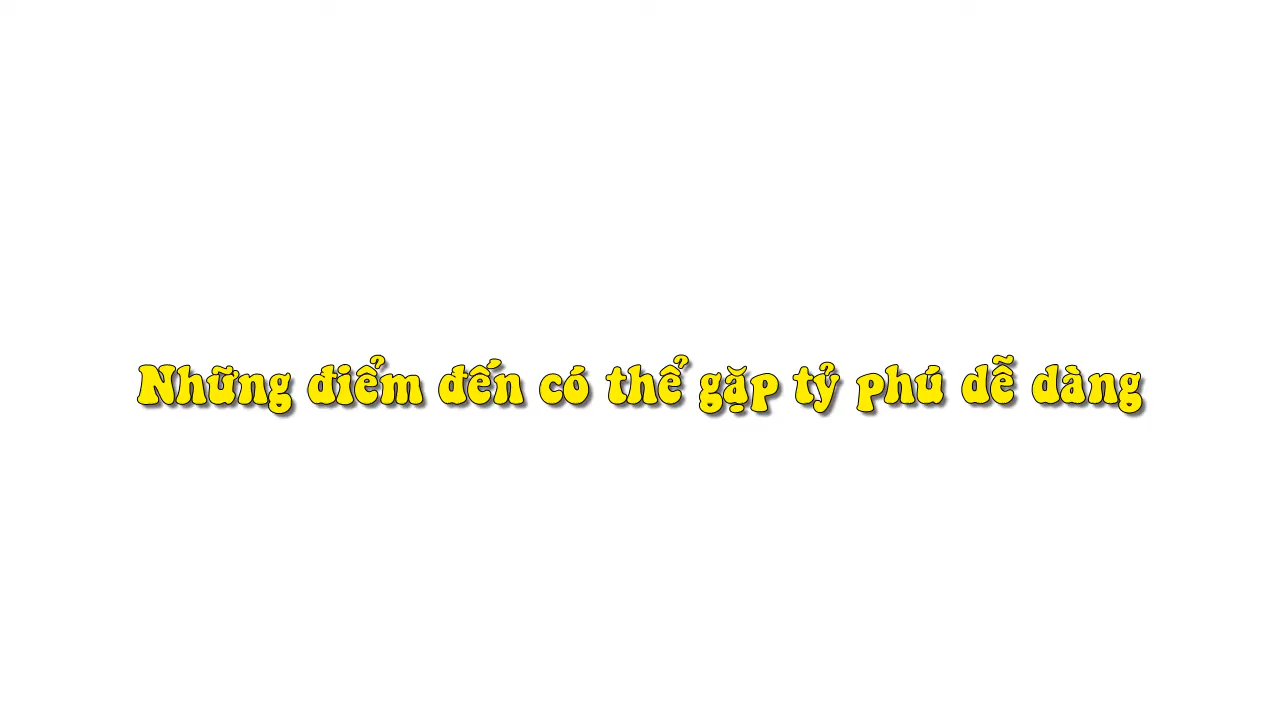 Những điểm đến có thể gặp tỷ phú dễ dàng